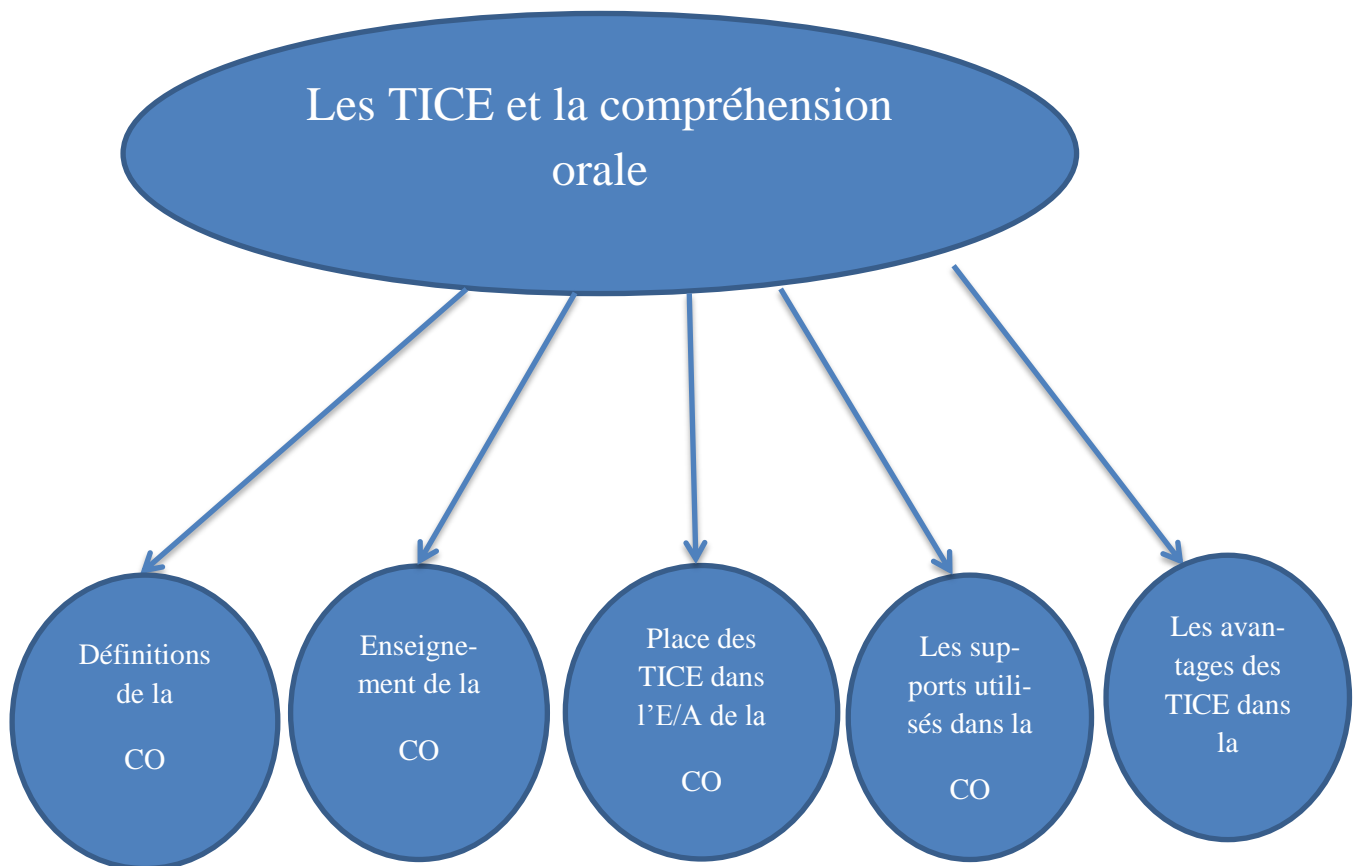 Les TICE et la compréhension
orale
Définitions
de la
CO
Enseigne-
ment de la
CO
Place des
TICE dans
l’E/A de la
CO
Les sup-
ports utili-
sés dans la
CO
Les avan-
tages des
TICE dans
la